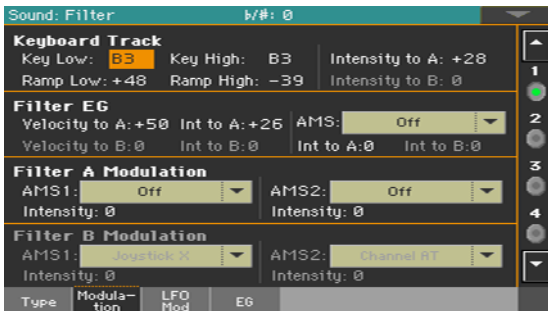 Sound: Filter ♭/#: 0
Keyboard Track
Key Low: B3 Key High: B3 Intensity to A: +28
Ramp Low: +48 Ramp High: -39 Intensity to B: 0
Filter EG
Velocity to A:+50 Int to A:+26 AMS: Off
Velocity to B:0 Int to B:0 Int to A:0 Int to B:0
Filter A Modulation
AMS1: Off AMS2: Off
Intensity: 0 Intensity: 0
Filter B Modulation
AMS1: Joystick X AMS2: Channel AT
Intensity: 0 Intensity: 0
1
2
3
4
Type Modula-tion LFO Mod EG